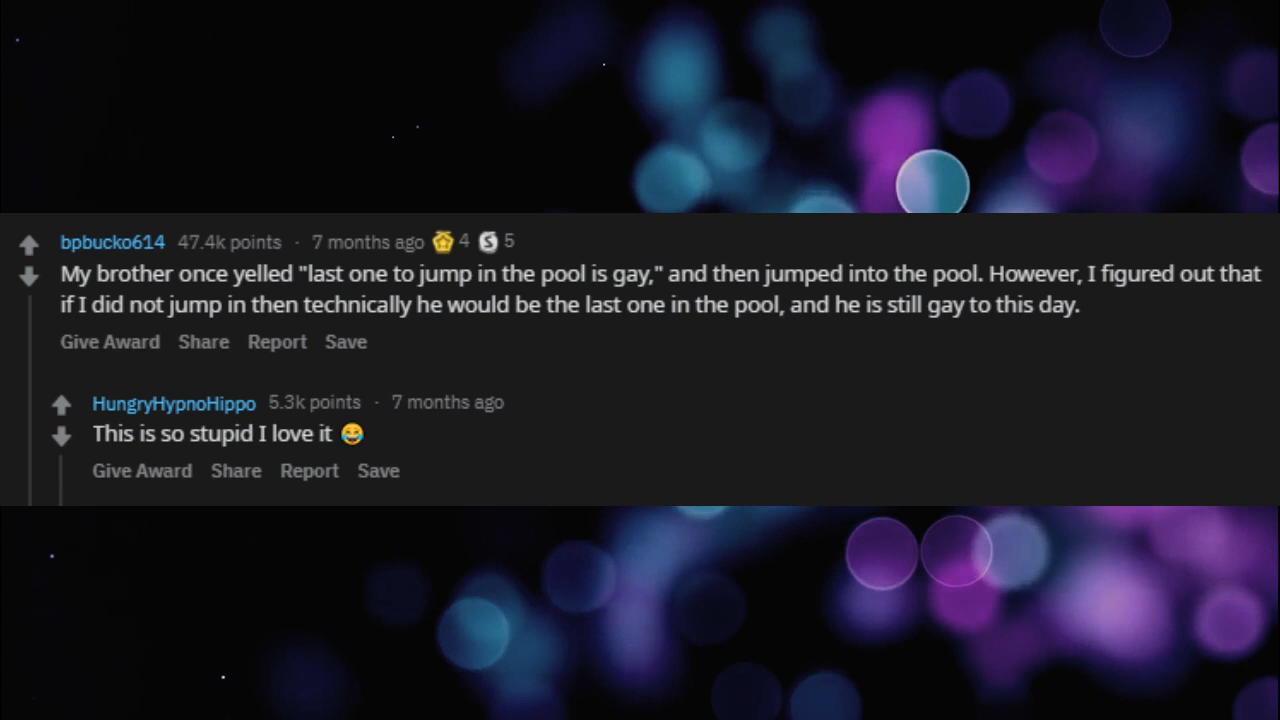 bpbucko614 47.4k points · 7 months ago 4 5
My brother once yelled "last one to jump in the pool is gay," and then jumped into the pool. However, I figured out that
if I did not jump in then technically he would be the last one in the pool, and he is still gay to this day.
Give Award Share Report Save
HungryHypnoHippo 5.3k points · 7 months ago
This is so stupid I love it 😂
Give Award Share Report Save